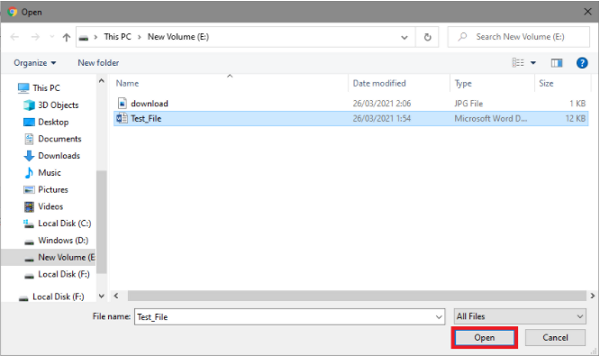 Open
This PC > New Volume (E:)
Search New Volume (E:)
Organize
New folder
Name Date modified Type Size
download 26/03/2021 2:06 JPG File 1 KB
Test_File 26/03/2021 1:54 Microsoft Word D... 12 KB
This PC
3D Objects
Desktop
Documents
Downloads
Music
Pictures
Videos
Local Disk (C:)
Windows (D:)
New Volume (E
Local Disk (F:)
Local Disk (F:)
File name: Test_File All Files
Open Cancel